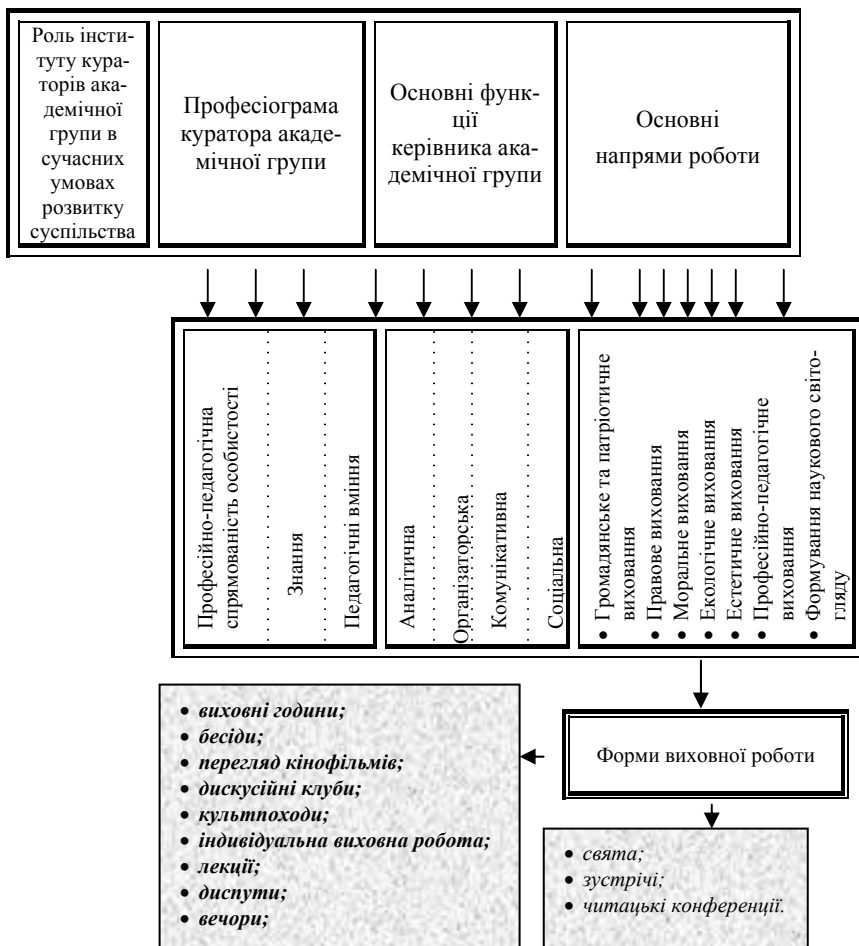 Роль інсти-
туту кура-
торів ака-
демічної
групи в
сучасних
умовах
розвитку
суспільства
Професіограма
куратора акаде-
мічної групи
Основні функ-
ції
керівника ака-
демічної групи
Основні
напрями роботи
Професійно-педагогічна
спрямованість особистості
Знання
Педагогічні вміння
Аналітична
Організаторська
Комунікативна
Соціальна
• Громадянське та патріотичне
виховання
• Правове виховання
• Моральне виховання
• Екологічне виховання
• Естетичне виховання
• Професійно-педагогічне
виховання
• Формування наукового світо-
гляду
Форми виховної роботи
• виховні години;
• бесіди;
• перегляд кінофільмів;
• дискусійні клуби;
• культпоходи;
• індивідуальна виховна робота;
• лекції;
• диспути;
• вечори;
• свята;
• зустрічі;
• читацькі конференції.